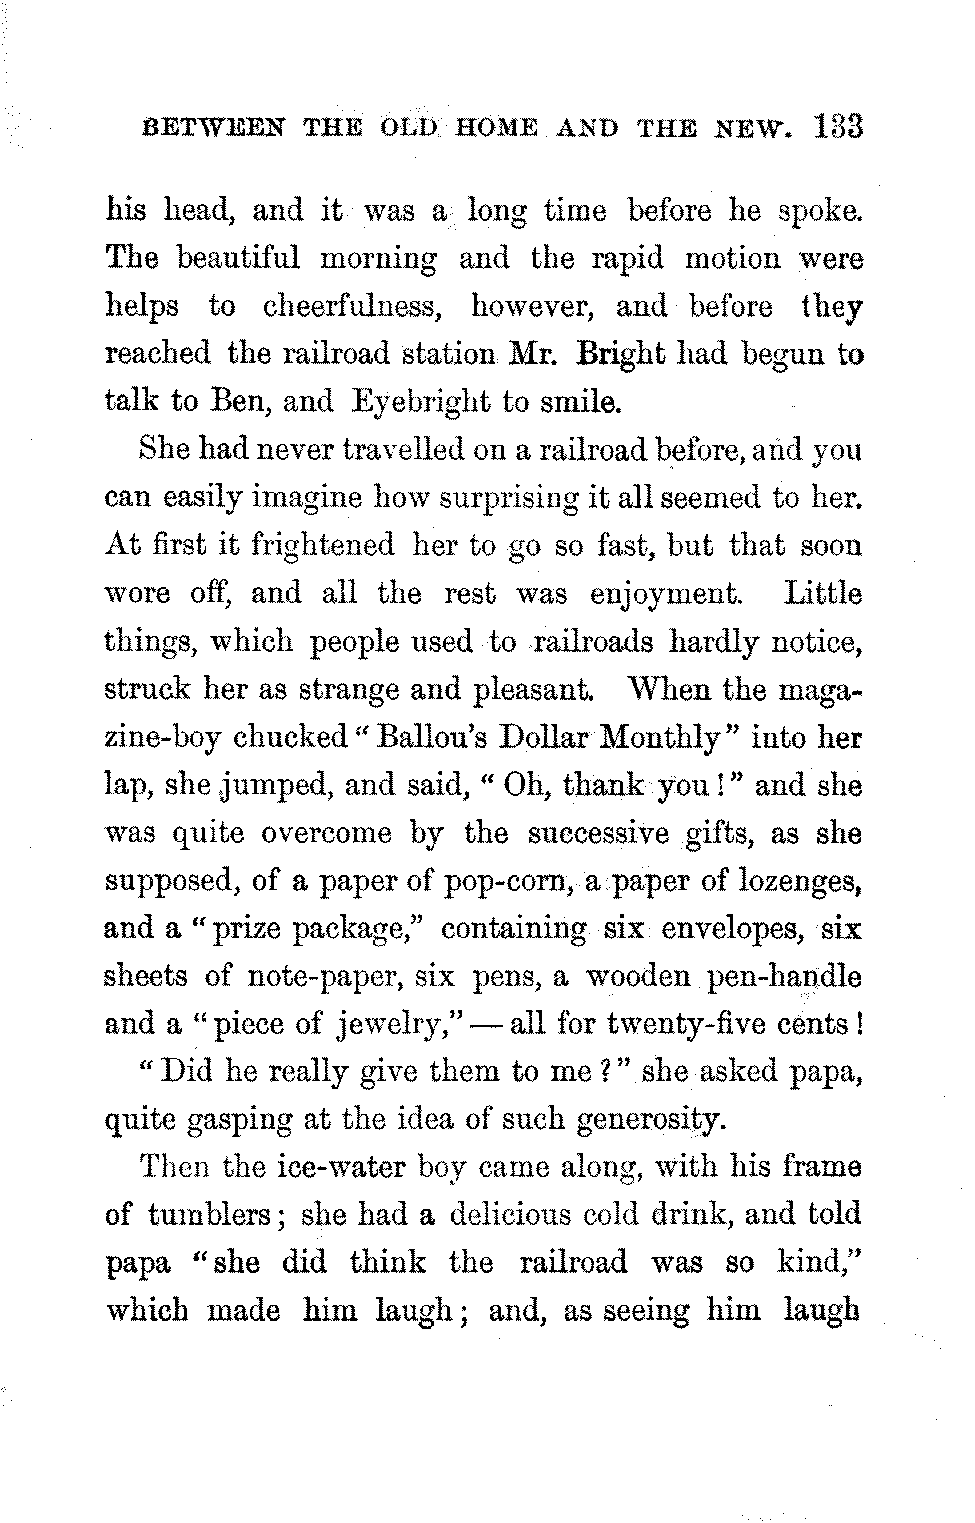 BETWEEN THE OLD HOME AND THE NEW. 133
his head, and it was a long time before he spoke.
The beautiful morning and the rapid motion were
helps to cheerfulness, however, and before they
reached the railroad station Mr. Bright had begun to
talk to Ben, and Eyebright to smile.
She had never travelled on a railroad before, and you
can easily imagine how surprising it all seemed to her.
At first it frightened her to go so fast, but that soon
wore off, and all the rest was enjoyment. Little
things, which people used to railroads hardly notice,
struck her as strange and pleasant. When the maga-
zine-boy chucked "Ballou's Dollar Monthly" into her
lap, she jumped, and said, "Oh, thank you!" and she
was quite overcome by the successive gifts, as she
supposed, of a paper of pop-corn, a paper of lozenges,
and a "prize package," containing six envelopes, six
sheets of note-paper, six pens, a wooden pen-handle
and a "piece of jewelry," — all for twenty-five cents!
"Did he really give them to me?" she asked papa,
quite gasping at the idea of such generosity.
Then the ice-water boy came along, with his frame
of tumblers; she had a delicious cold drink, and told
papa "she did think the railroad was so kind,"
which made him laugh; and, as seeing him laugh